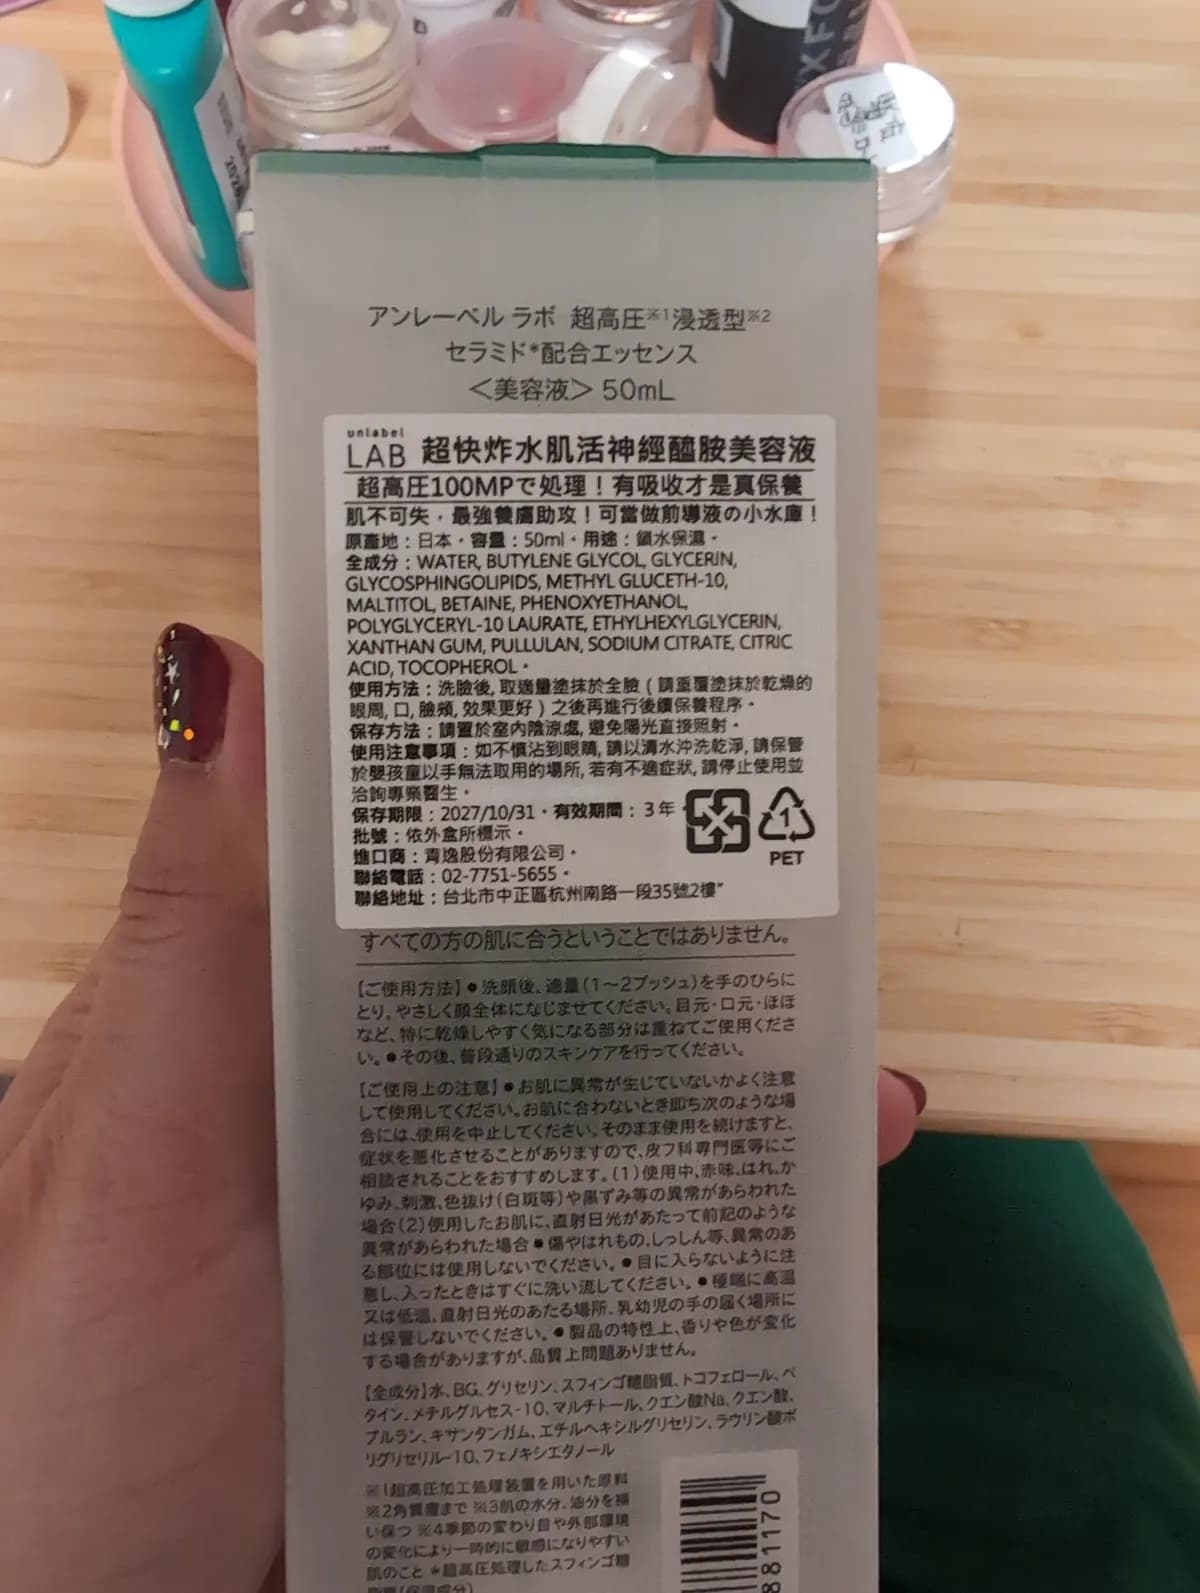 XFO
アンレーベル ラボ 超高圧※1浸透型※2
セラミド*配合エッセンス
＜美容液＞50mL
unlabel
LAB 超快炸水肌活神經醯胺美容液
超高圧100MPで処理！有吸收才是真保養
肌不可失，最強養膚助攻！可當做前導液の小水庫！
原產地：日本。容量：50ml。用途：鎖水保濕。
全成分：WATER, BUTYLENE GLYCOL, GLYCERIN,
GLYCOSPHINGOLIPIDS, METHYL GLUCETH-10,
MALTITOL, BETAINE, PHENOXYETHANOL,
POLYGLYCERYL-10 LAURATE, ETHYLHEXYLGLYCERIN,
XANTHAN GUM, PULLULAN, SODIUM CITRATE, CITRIC
ACID, TOCOPHEROL。
使用方法：洗臉後, 取適量塗抹於全臉 ( 請重覆塗抹於乾燥的
眼周, 口, 臉頰, 效果更好 ) 之後再進行後續保養程序。
保存方法：請置於室內陰涼處, 避免陽光直接照射。
使用注意事項：如不慎沾到眼睛, 請以清水沖洗乾淨, 請保管
於嬰孩童以手無法取用的場所, 若有不適症狀, 請停止使用並
洽詢專業醫生。
保存期限：2027/10/31。有效期間：3年
批號：依外盒所標示。
進口商：青逸股份有限公司。
聯絡電話：02-7751-5655。
聯絡地址：台北市中正區杭州南路一段35號2樓"
PET
すべての方の肌に合うということではありません。
【ご使用方法】●洗顔後、適量(1〜2プッシュ)を手のひらに
とり、やさしく顔全体になじませてください。目元・口元・ほほ
など、特に乾燥しやすく気になる部分は重ねてご使用くださ
い。●その後、普段通りのスキンケアを行ってください。
【ご使用上の注意】●お肌に異常が生じていないかよく注意
して使用してください。お肌に合わないとき即ち次のような場
合には、使用を中止してください。そのまま使用を続けますと、
症状を悪化させることがありますので、皮フ科専門医等にご
相談されることをおすすめします。(1)使用中、赤味、はれ、か
ゆみ、刺激、色抜け(白斑等)や黒ずみ等の異常があらわれた
場合(2)使用したお肌に、直射日光があたって前記のような
異常があらわれた場合●傷やはれもの、しっしん等、異常のあ
る部位には使用しないでください。●目に入らないように注
意し、入ったときはすぐに洗い流してください。●極端に高温
又は低温、直射日光のあたる場所、乳幼児の手の届く場所に
は保管しないでください。●製品の特性上、香りや色が変化
する場合がありますが、品質上問題ありません。
【全成分】水、BG、グリセリン、スフィンゴ糖脂質、トコフェロール、ベ
タイン、メチルグルセス-10、マルチトール、クエン酸Na、クエン酸、
プルラン、キサンタンガム、エチルヘキシルグリセリン、ラウリン酸ポ
リグリセリル-10、フェノキシエタノール
※1超高圧加工処理装置を用いた原料
※2角質層まで ※3肌の水分、油分を補
い保つ ※4季節の変わり目や外部環境
の変化により一時的に敏感になりやすい
肌のこと *超高圧処理したスフィンゴ糖
脂質(保湿成分)
881170